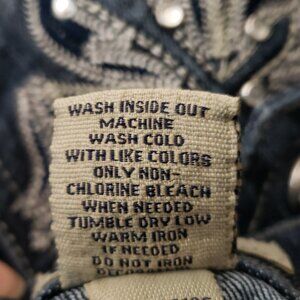 WASH INSIDE OUT
MACHINE
WASH COLD
WITH LIKE COLORS
ONLY NON-
CHLORINE BLEACH
WHEN NEEDED
TUMBLE DRY LOW
WARM IRON
IF NEEDED
DO NOT IRON